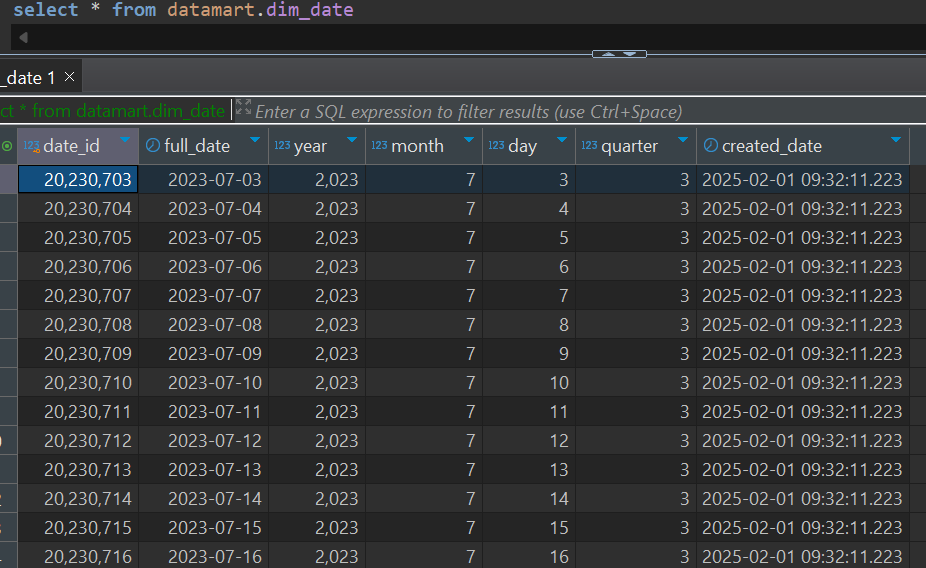 select * from datamart.dim_date
_date 1 ×
ct * from datamart.dim_date Enter a SQL expression to filter results (use Ctrl+Space)
123 date_id full_date 123 year 123 month 123 day 123 quarter created_date
20,230,703 2023-07-03 2,023 7 3 3 2025-02-01 09:32:11.223
20,230,704 2023-07-04 2,023 7 4 3 2025-02-01 09:32:11.223
20,230,705 2023-07-05 2,023 7 5 3 2025-02-01 09:32:11.223
20,230,706 2023-07-06 2,023 7 6 3 2025-02-01 09:32:11.223
20,230,707 2023-07-07 2,023 7 7 3 2025-02-01 09:32:11.223
20,230,708 2023-07-08 2,023 7 8 3 2025-02-01 09:32:11.223
20,230,709 2023-07-09 2,023 7 9 3 2025-02-01 09:32:11.223
20,230,710 2023-07-10 2,023 7 10 3 2025-02-01 09:32:11.223
20,230,711 2023-07-11 2,023 7 11 3 2025-02-01 09:32:11.223
20,230,712 2023-07-12 2,023 7 12 3 2025-02-01 09:32:11.223
20,230,713 2023-07-13 2,023 7 13 3 2025-02-01 09:32:11.223
20,230,714 2023-07-14 2,023 7 14 3 2025-02-01 09:32:11.223
20,230,715 2023-07-15 2,023 7 15 3 2025-02-01 09:32:11.223
20,230,716 2023-07-16 2,023 7 16 3 2025-02-01 09:32:11.223